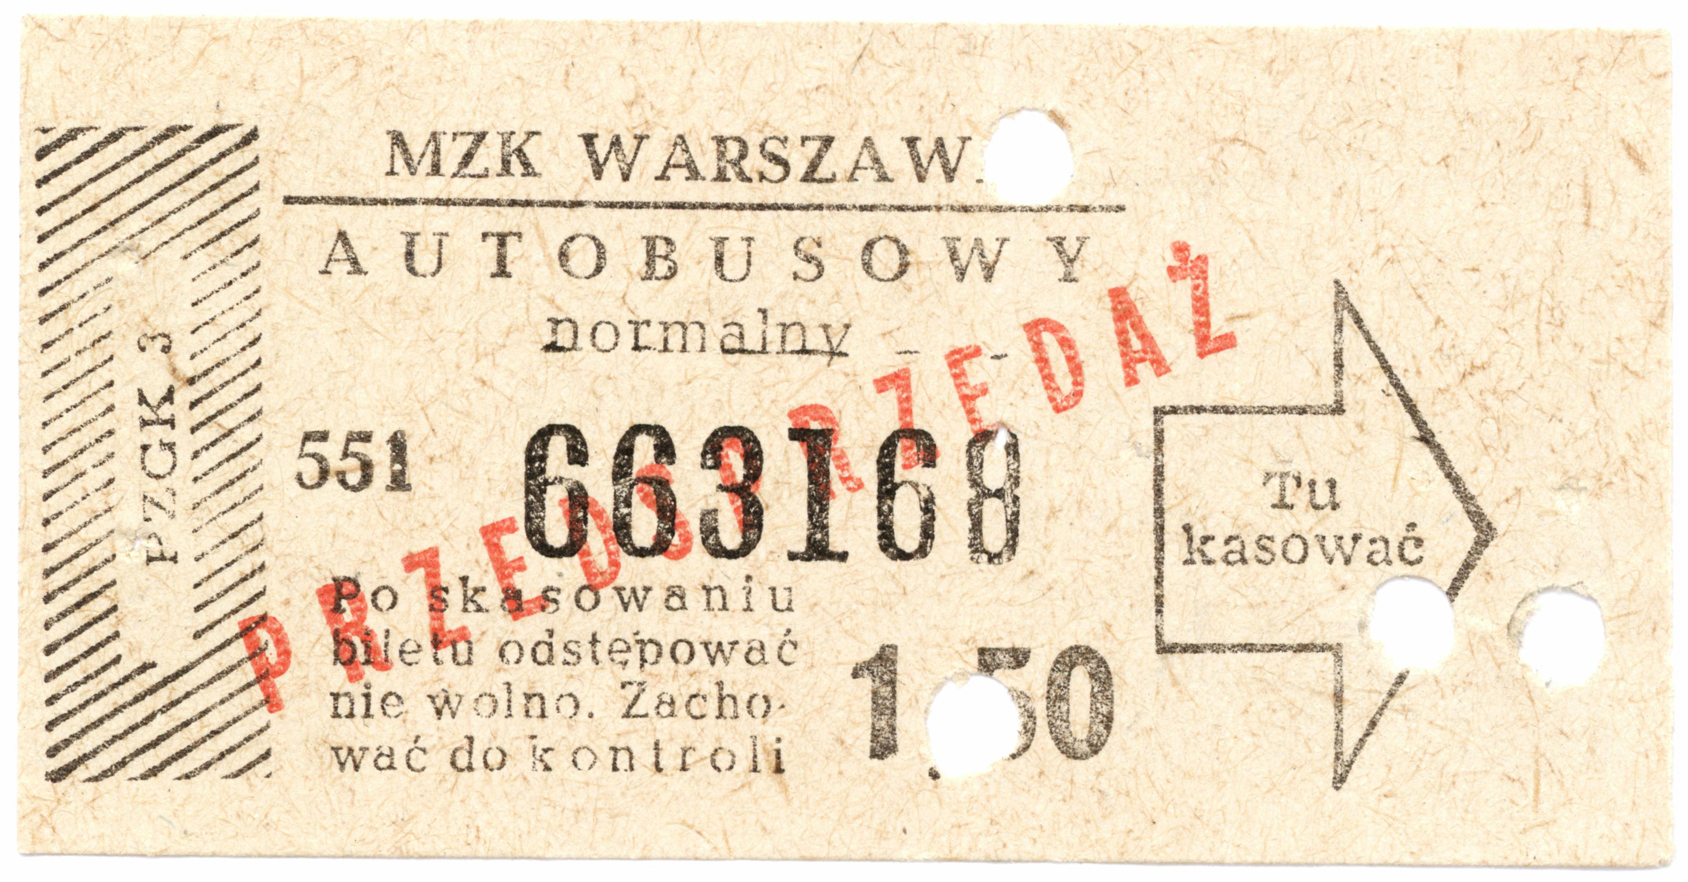 MZK WARSZAW
AUTOBUSOWY
normalny
PRZEDSPRZEDAŻ
PZGK 3
551 663168
Po skasowaniu
biletu odstępować
nie wolno. Zacho-
wać do kontroli
1,50
Tu
kasować